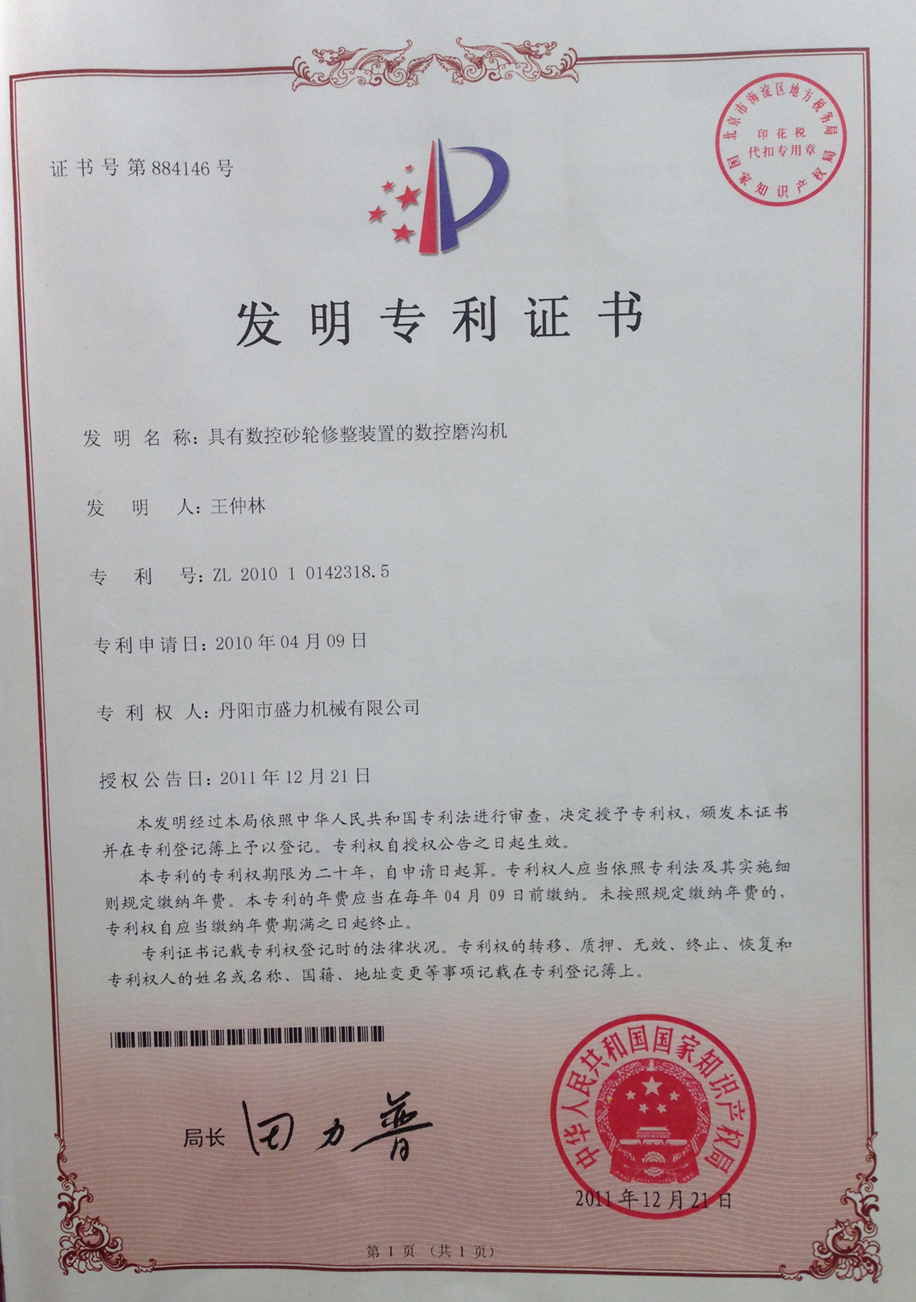 证书号第884146号
北京市海淀区地方税务局
印花税
代扣专用章
国家知识产权局
发明专利证书
发明名称：具有数控砂轮修整装置的数控磨沟机
发明人：王仲林
专利号：ZL 2010 1 0142318.5
专利申请日：2010年04月09日
专利权人：丹阳市盛力机械有限公司
授权公告日：2011年12月21日
本发明经过本局依照中华人民共和国专利法进行审查，决定授予专利权，颁发本证书
并在专利登记簿上予以登记。专利权自授权公告之日起生效。
本专利的专利权期限为二十年，自申请日起算。专利权人应当依照专利法及其实施细
则规定缴纳年费。本专利的年费应当在每年04月09日前缴纳。未按照规定缴纳年费的，
专利权自应当缴纳年费期满之日起终止。
专利证书记载专利权登记时的法律状况。专利权的转移、质押、无效、终止、恢复和
专利权人的姓名或名称、国籍、地址变更等事项记载在专利登记簿上。
局长 田力普
中华人民共和国国家知识产权局
2011年12月21日
第1页（共1页）